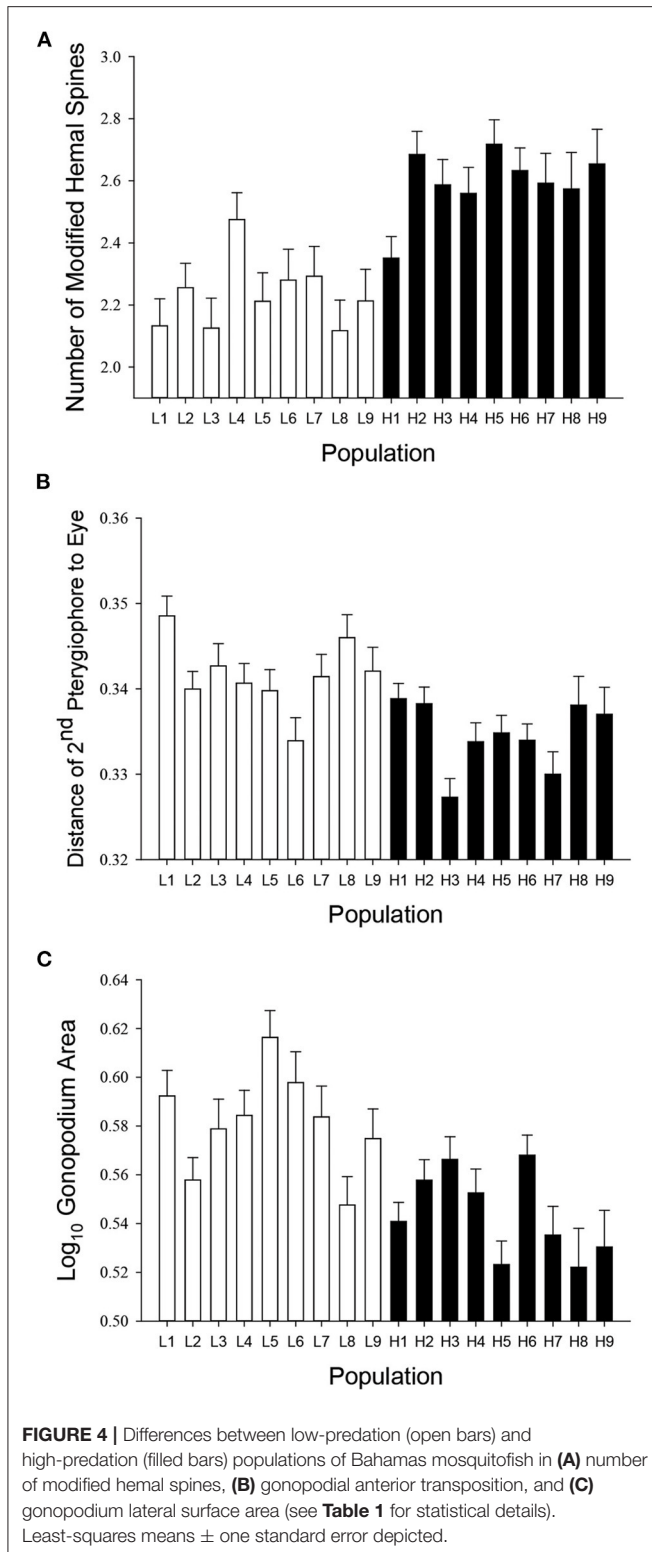 A
3.0
2.8
2.6
2.4
2.2
2.0
Number of Modified Hemal Spines
L1 L2 L3 L4 L5 L6 L7 L8 L9 H1 H2 H3 H4 H5 H6 H7 H8 H9
Population
B
0.36
0.35
0.34
0.33
0.32
Distance of 2nd Pterygiophore to Eye
L1 L2 L3 L4 L5 L6 L7 L8 L9 H1 H2 H3 H4 H5 H6 H7 H8 H9
Population
C
0.64
0.62
0.60
0.58
0.56
0.54
0.52
0.50
Log10 Gonopodium Area
L1 L2 L3 L4 L5 L6 L7 L8 L9 H1 H2 H3 H4 H5 H6 H7 H8 H9
Population
FIGURE 4 | Differences between low-predation (open bars) and
high-predation (filled bars) populations of Bahamas mosquitofish in (A) number
of modified hemal spines, (B) gonopodial anterior transposition, and (C)
gonopodium lateral surface area (see Table 1 for statistical details).
Least-squares means ± one standard error depicted.